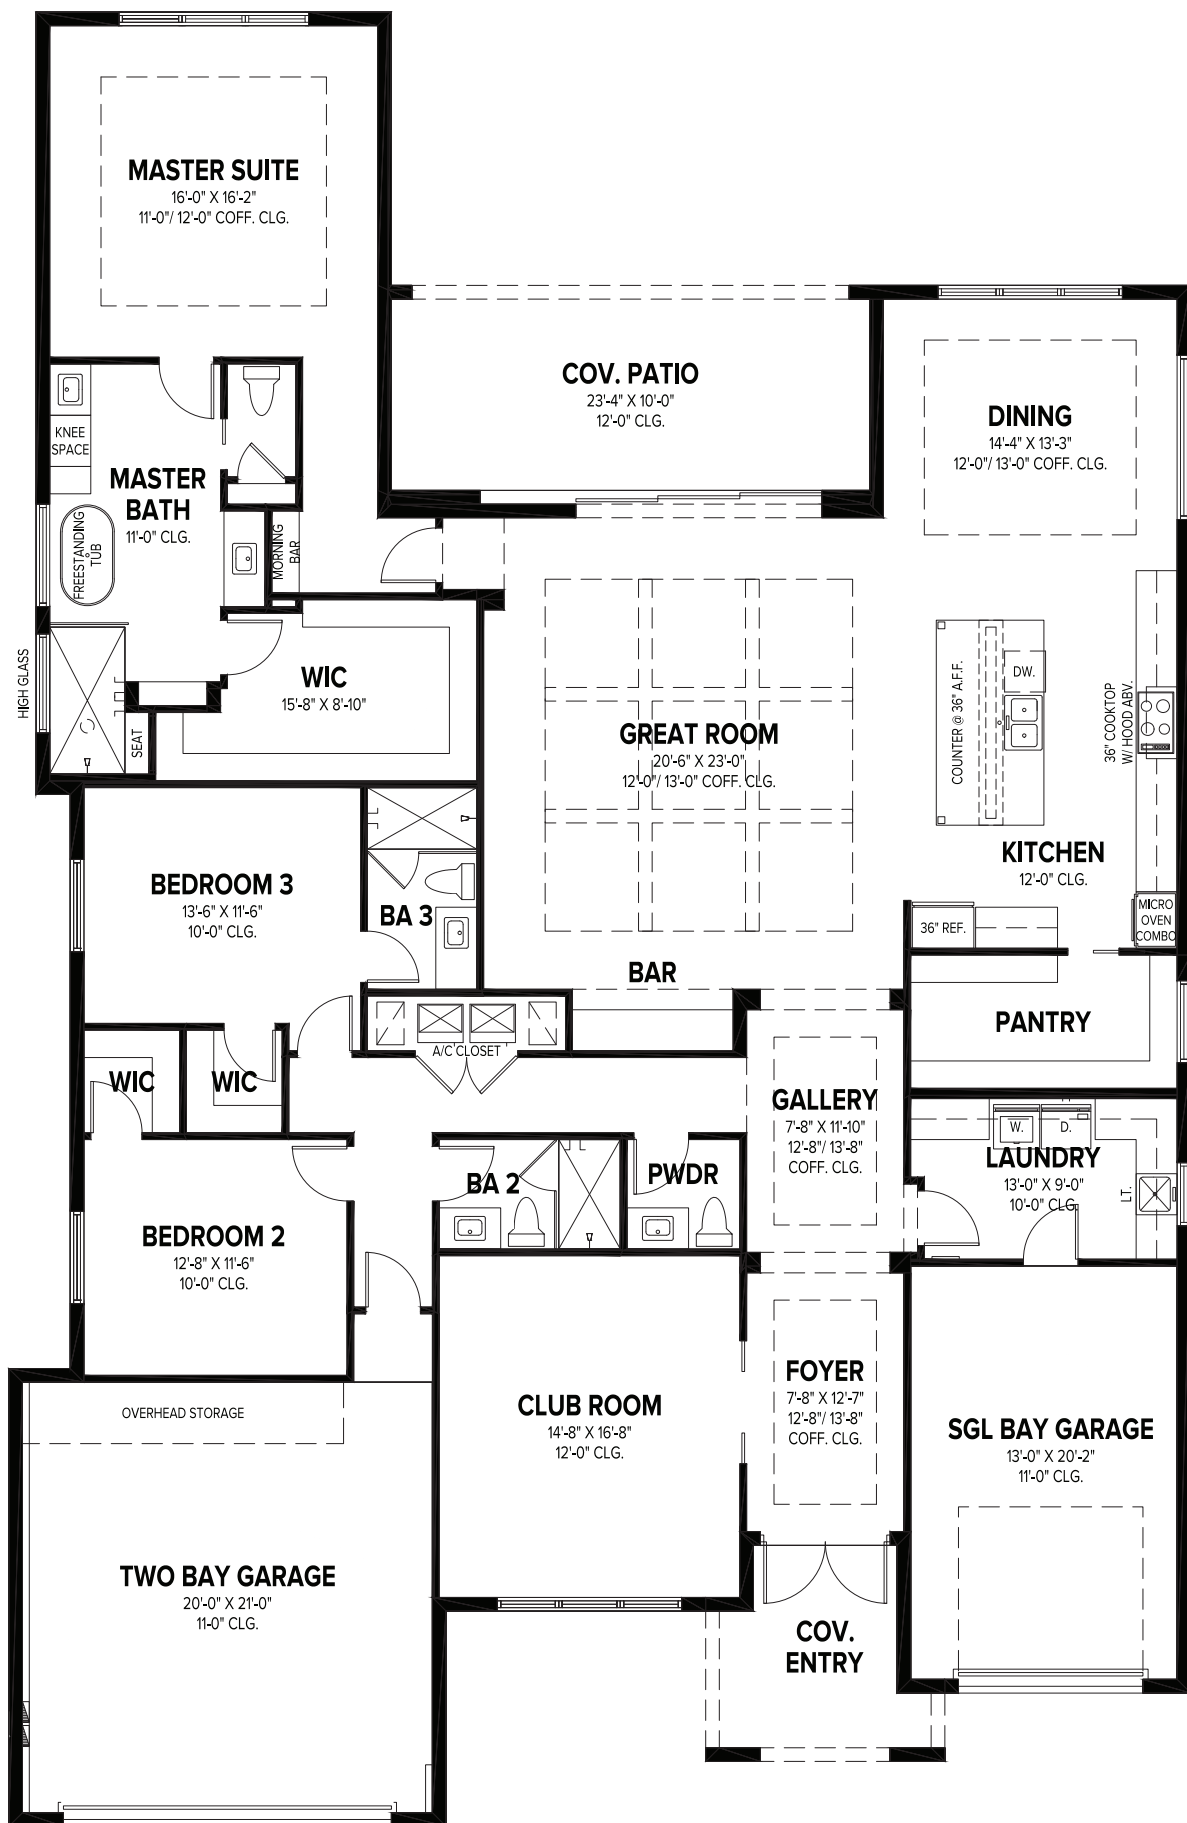 MASTER SUITE
16'-0" X 16'-2"
11'-0"/ 12'-0" COFF. CLG.
COV. PATIO
23'-4" X 10'-0"
12'-0" CLG.
DINING
14'-4" X 13'-3"
12'-0"/ 13'-0" COFF. CLG.
KNEE
SPACE
MASTER
BATH
11'-0" CLG.
FREESTANDING
TUB
MORNING
BAR
HIGH GLASS
SEAT
WIC
15'-8" X 8'-10"
GREAT ROOM
20'-6" X 23'-0"
12'-0"/ 13'-0" COFF. CLG.
COUNTER @ 36" A.F.F.
DW.
36" COOKTOP
W/ HOOD ABV.
KITCHEN
12'-0" CLG.
MICRO
OVEN
COMBO
36" REF.
BEDROOM 3
13'-6" X 11'-6"
10'-0" CLG.
BA 3
BAR
PANTRY
A/C CLOSET
WIC
WIC
GALLERY
7'-8" X 11'-10"
12'-8"/ 13'-8"
COFF. CLG.
W.
D.
LAUNDRY
13'-0" X 9'-0"
10'-0" CLG.
LT.
BA 2
PWDR
BEDROOM 2
12'-8" X 11'-6"
10'-0" CLG.
FOYER
7'-8" X 12'-7"
12'-8"/ 13'-8"
COFF. CLG.
CLUB ROOM
14'-8" X 16'-8"
12'-0" CLG.
OVERHEAD STORAGE
SGL BAY GARAGE
13'-0" X 20'-2"
11'-0" CLG.
TWO BAY GARAGE
20'-0" X 21'-0"
11-0" CLG.
COV.
ENTRY